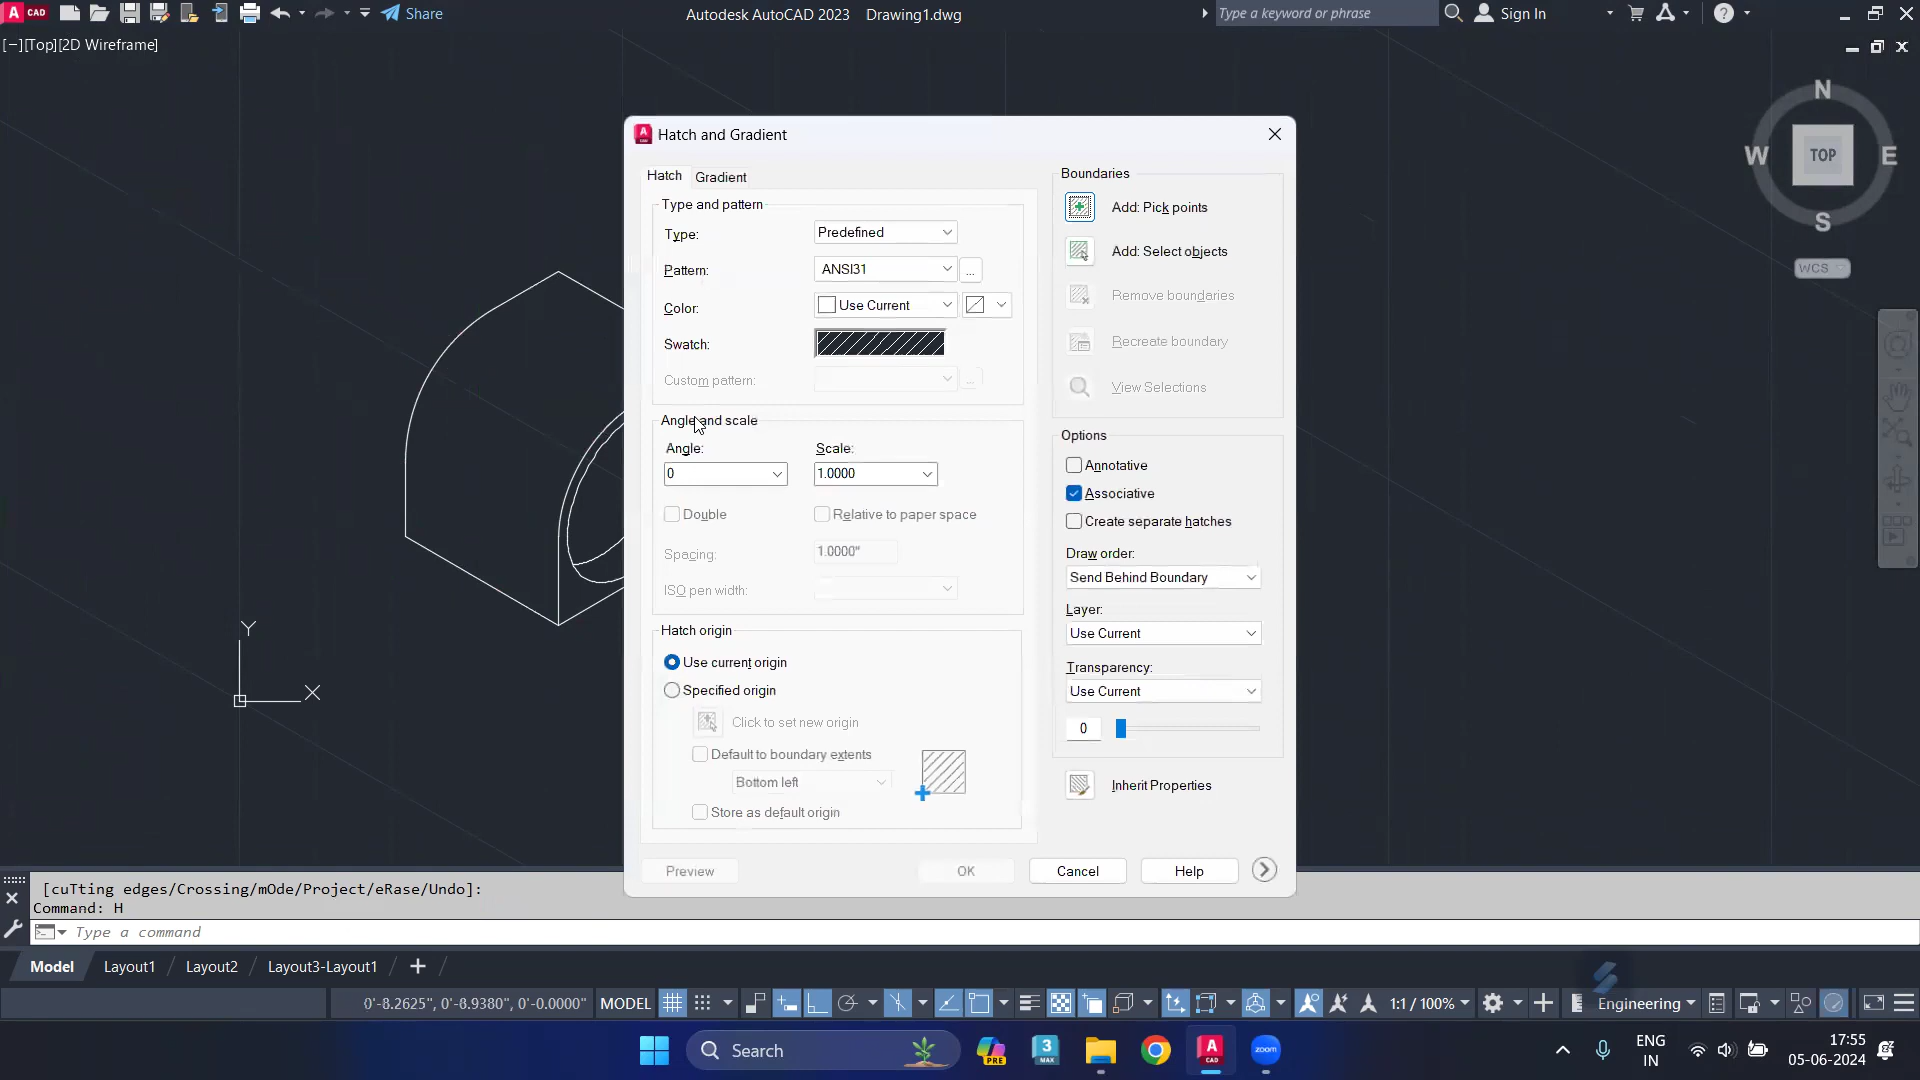 A CAD
Share
Autodesk AutoCAD 2023 Drawing1.dwg
Type a keyword or phrase
Sign In
[−][Top][2D Wireframe]
N
W TOP E
S
WCS
Hatch and Gradient
Hatch Gradient
Type and pattern
Type: Predefined
Pattern: ANSI31 ...
Color: Use Current
Swatch:
Custom pattern: ...
Angle and scale
Angle: Scale:
0 1.0000
Double Relative to paper space
Spacing: 1.0000"
ISO pen width:
Hatch origin
Use current origin
Specified origin
Click to set new origin
Default to boundary extents
Bottom left
Store as default origin
Preview OK Cancel Help
Boundaries
Add: Pick points
Add: Select objects
Remove boundaries
Recreate boundary
View Selections
Options
Annotative
Associative
Create separate hatches
Draw order:
Send Behind Boundary
Layer:
Use Current
Transparency:
Use Current
0
Inherit Properties
Y
X
[cuTting edges/Crossing/mOde/Project/eRase/Undo]:
Command: H
Type a command
Model Layout1 Layout2 Layout3-Layout1 +
0'-8.2625", 0'-8.9380", 0'-0.0000" MODEL 1:1 / 100% Engineering
Search PRE 3 MAX A CAD zoom
ENG
IN
17:55
05-06-2024